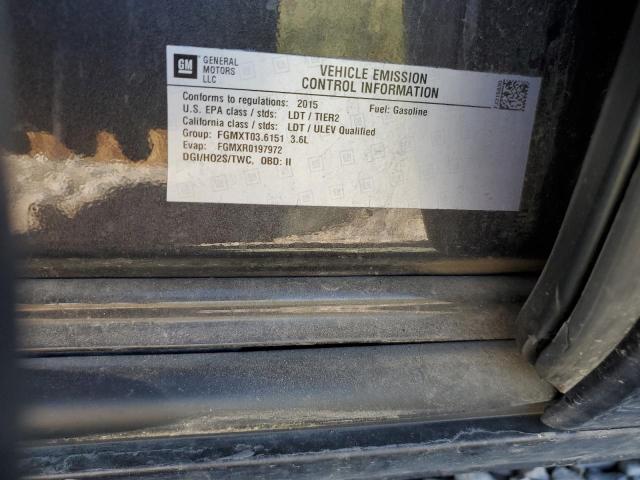 GM
GENERAL
MOTORS
LLC
VEHICLE EMISSION
CONTROL INFORMATION
Conforms to regulations: 2015 Fuel: Gasoline
U.S. EPA class / stds: LDT / TIER2
California class / stds: LDT / ULEV Qualified
Group: FGMXT03.6151 3.6L
Evap: FGMXR0197972
DGI/HO2S/TWC, OBD: II